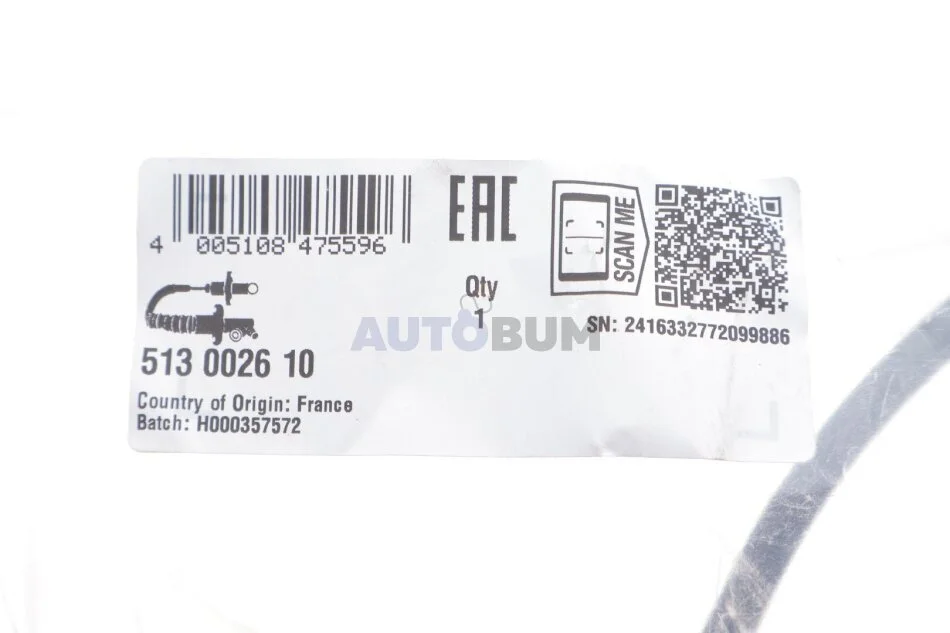 4 005108 475596
EAC
SCAN ME
Qty
1
AUTOBUM
SN: 2416332772099886
513 0026 10
Country of Origin: France
Batch: H000357572